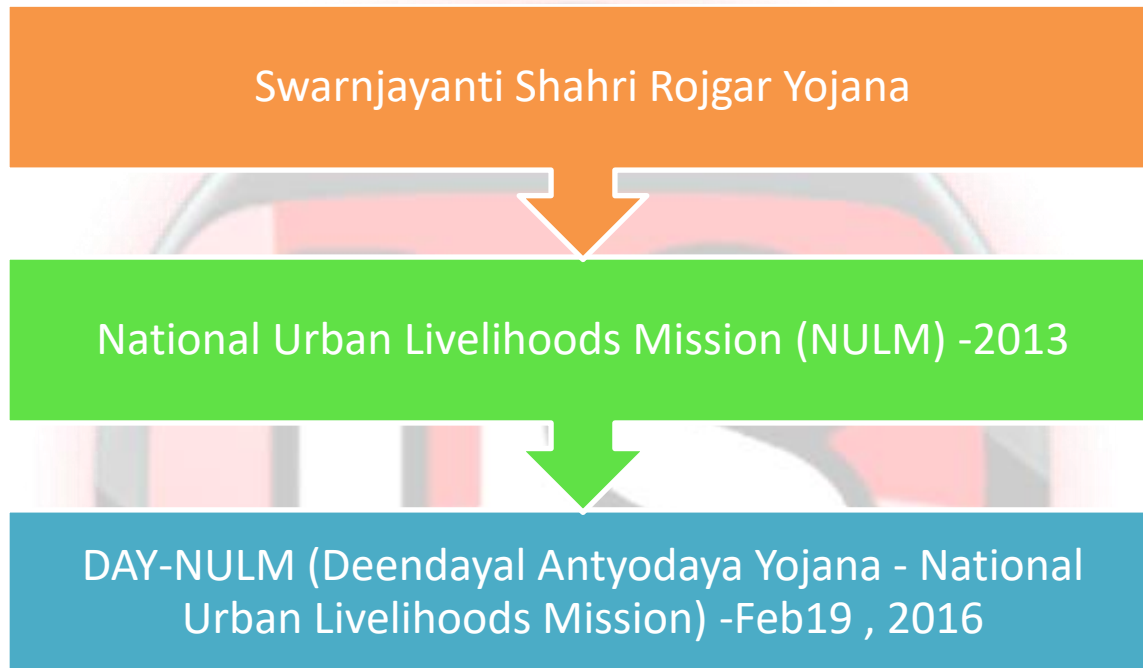 Swarnjayanti Shahri Rojgar Yojana
National Urban Livelihoods Mission (NULM) -2013
DAY-NULM (Deendayal Antyodaya Yojana - National
Urban Livelihoods Mission) -Feb19 , 2016